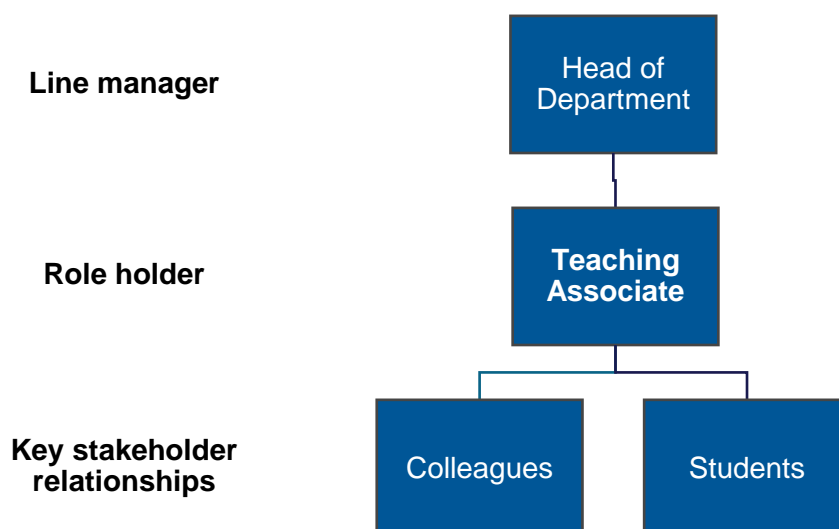 Line manager
Head of
Department
Role holder
Teaching
Associate
Key stakeholder
relationships
Colleagues
Students